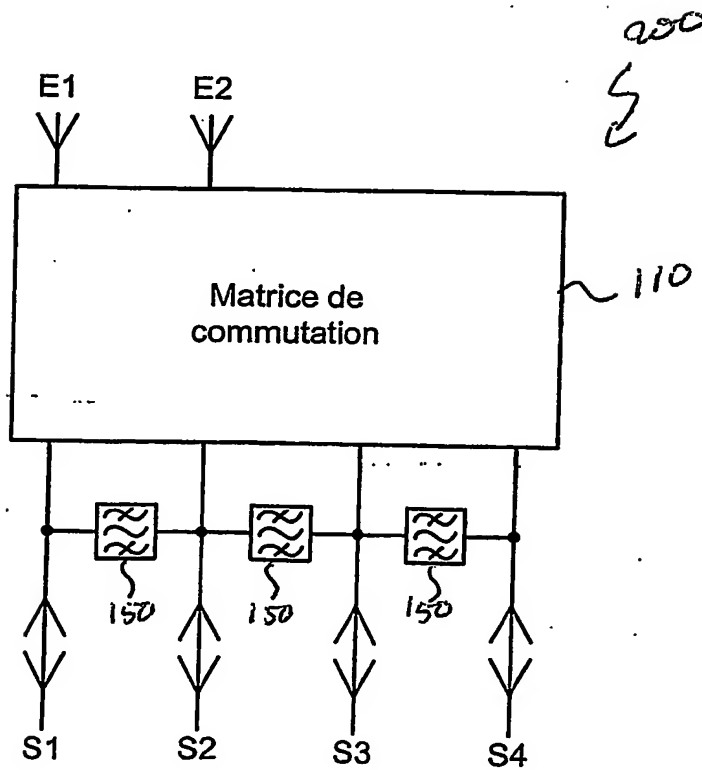 200
E1 E2
Matrice de
commutation
110
150 150 150
S1 S2 S3 S4